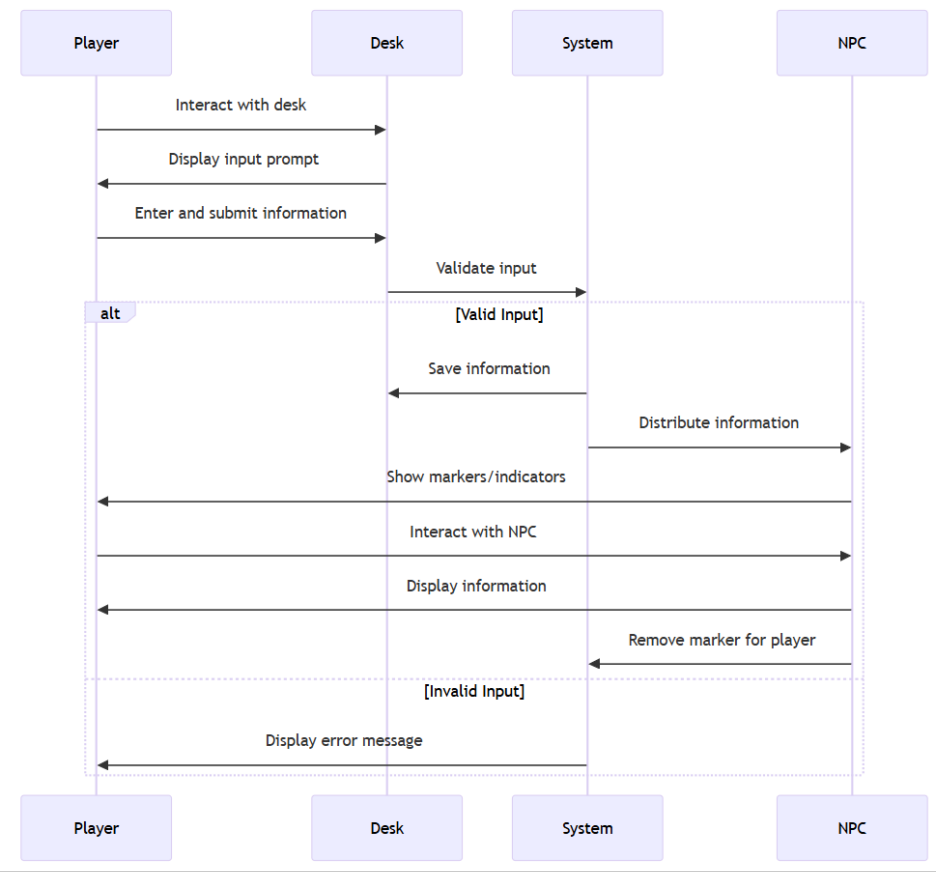 Player
Desk
System
NPC
Interact with desk
Display input prompt
Enter and submit information
Validate input
alt
[Valid Input]
Save information
Distribute information
Show markers/indicators
Interact with NPC
Display information
Remove marker for player
[Invalid Input]
Display error message
Player
Desk
System
NPC